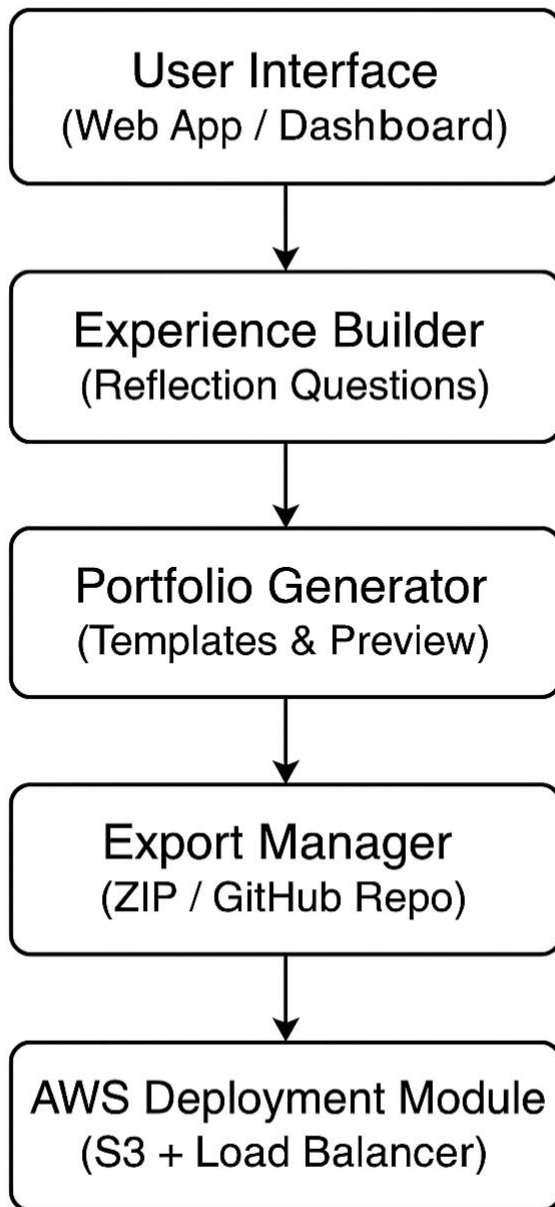 User Interface
(Web App / Dashboard)
Experience Builder
(Reflection Questions)
Portfolio Generator
(Templates & Preview)
Export Manager
(ZIP / GitHub Repo)
AWS Deployment Module
(S3 + Load Balancer)